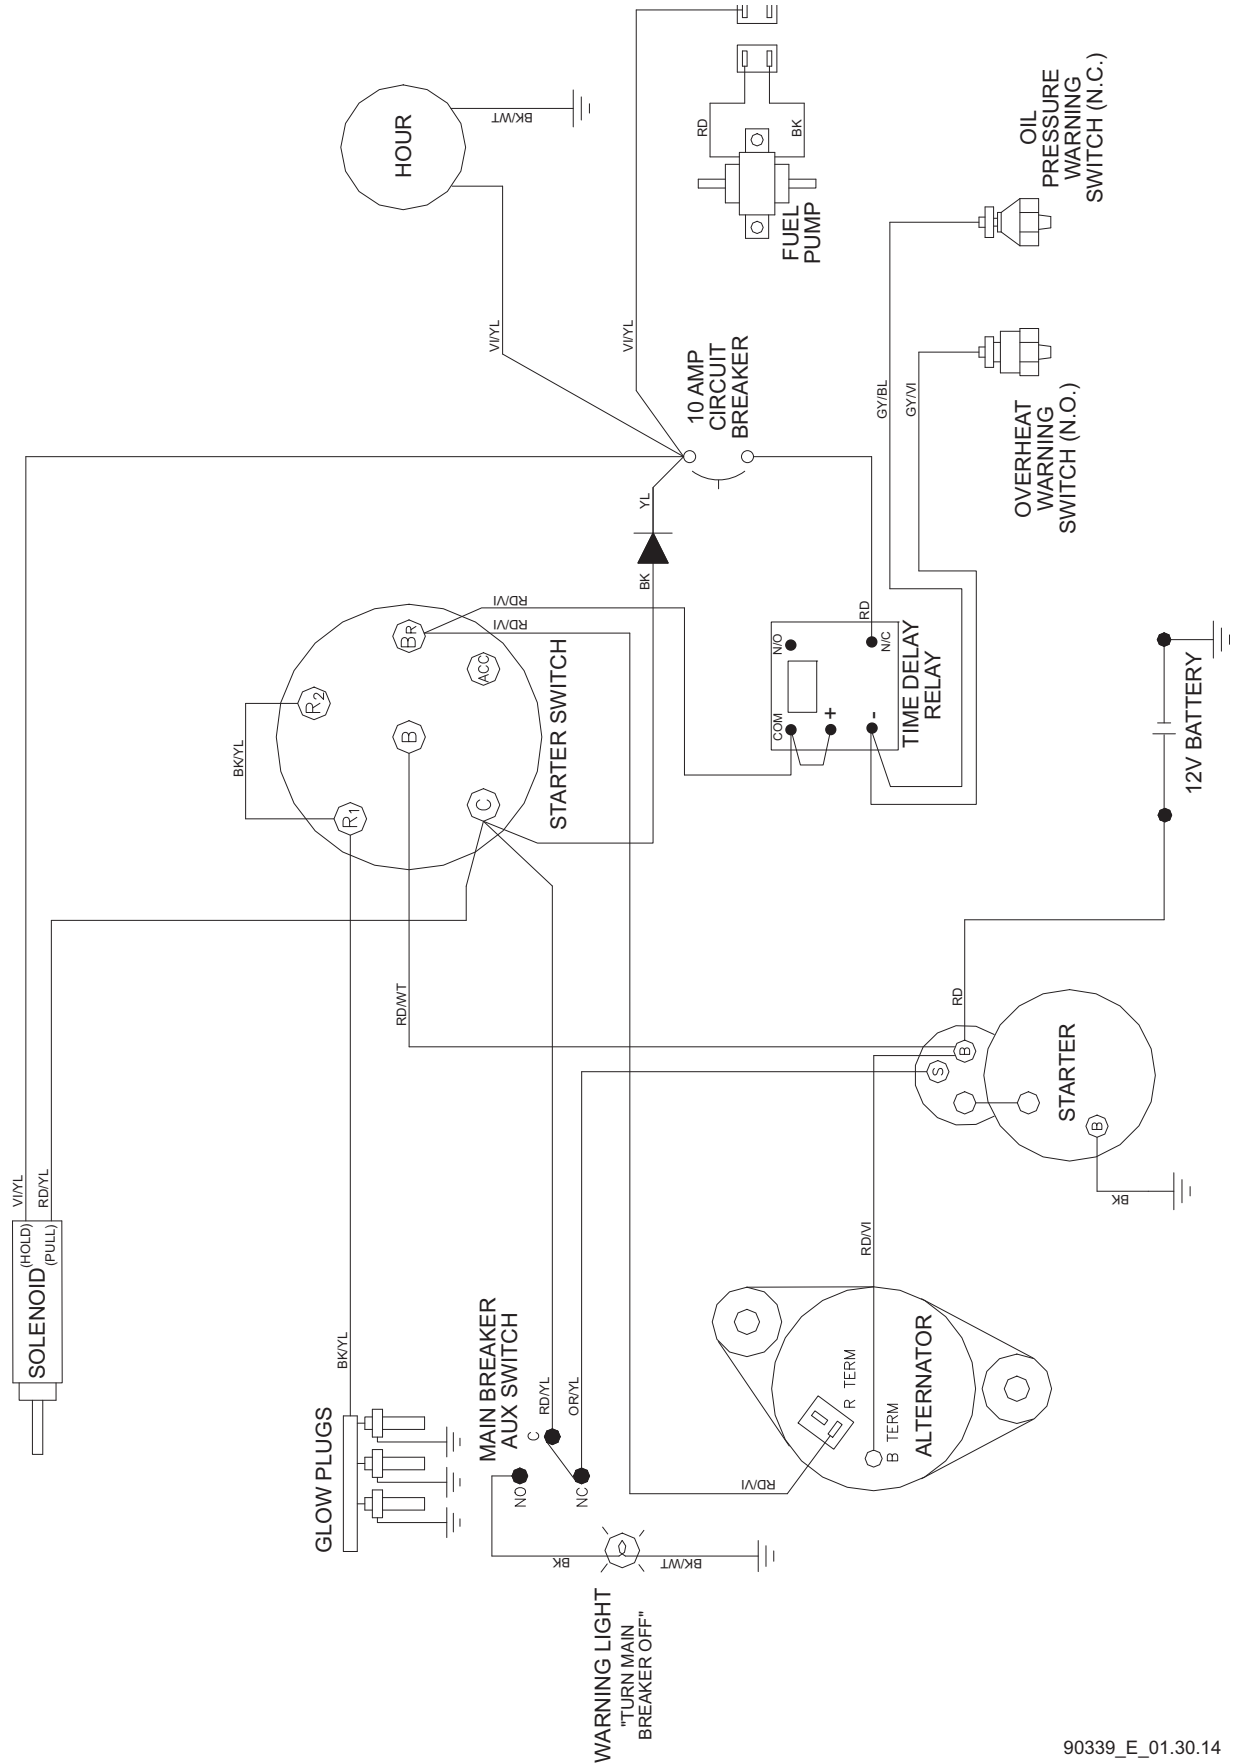 SOLENOID
(HOLD)
(PULL)
VI/YL
RD/YL
GLOW PLUGS
BK/YL
BK/YL
R1
R2
B
BR
C
ACC
STARTER SWITCH
HOUR
BK/WT
VI/YL
VI/YL
RD
BK
FUEL
PUMP
10 AMP
CIRCUIT
BREAKER
YL
BK
RD/VI
RD/VI
RD/WT
MAIN BREAKER
AUX SWITCH
NO
C
NC
RD/YL
OR/YL
BK
BK/WT
WARNING LIGHT
"TURN MAIN
BREAKER OFF"
RD/VI
R TERM
B TERM
ALTERNATOR
RD/VI
S
B
B
STARTER
BK
RD
12V BATTERY
COM
N/O
+
-
N/C
TIME DELAY
RELAY
RD
GY/BL
GY/VI
OVERHEAT
WARNING
SWITCH (N.O.)
OIL
PRESSURE
WARNING
SWITCH (N.C.)
90339_E_01.30.14